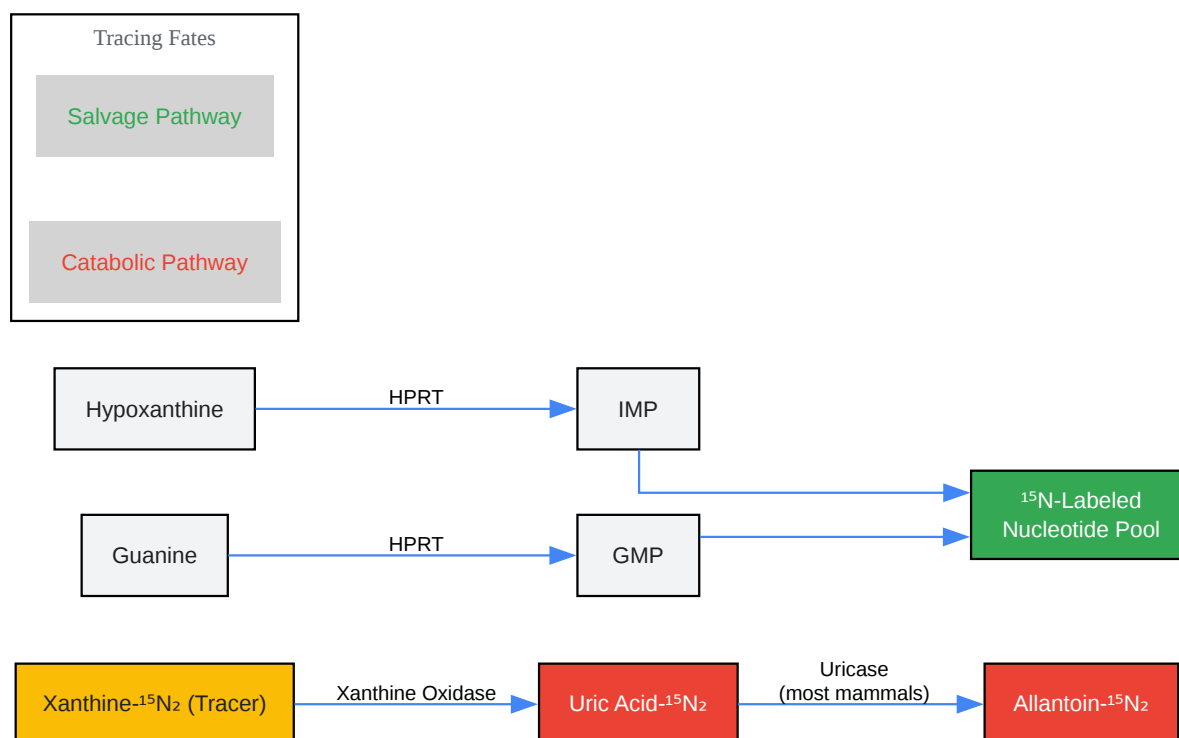 Tracing Fates
Salvage Pathway
Catabolic Pathway
Hypoxanthine
HPRT
IMP
¹⁵N-Labeled
Nucleotide Pool
Guanine
HPRT
GMP
Xanthine-¹⁵N₂ (Tracer)
Xanthine Oxidase
Uric Acid-¹⁵N₂
Uricase
(most mammals)
Allantoin-¹⁵N₂